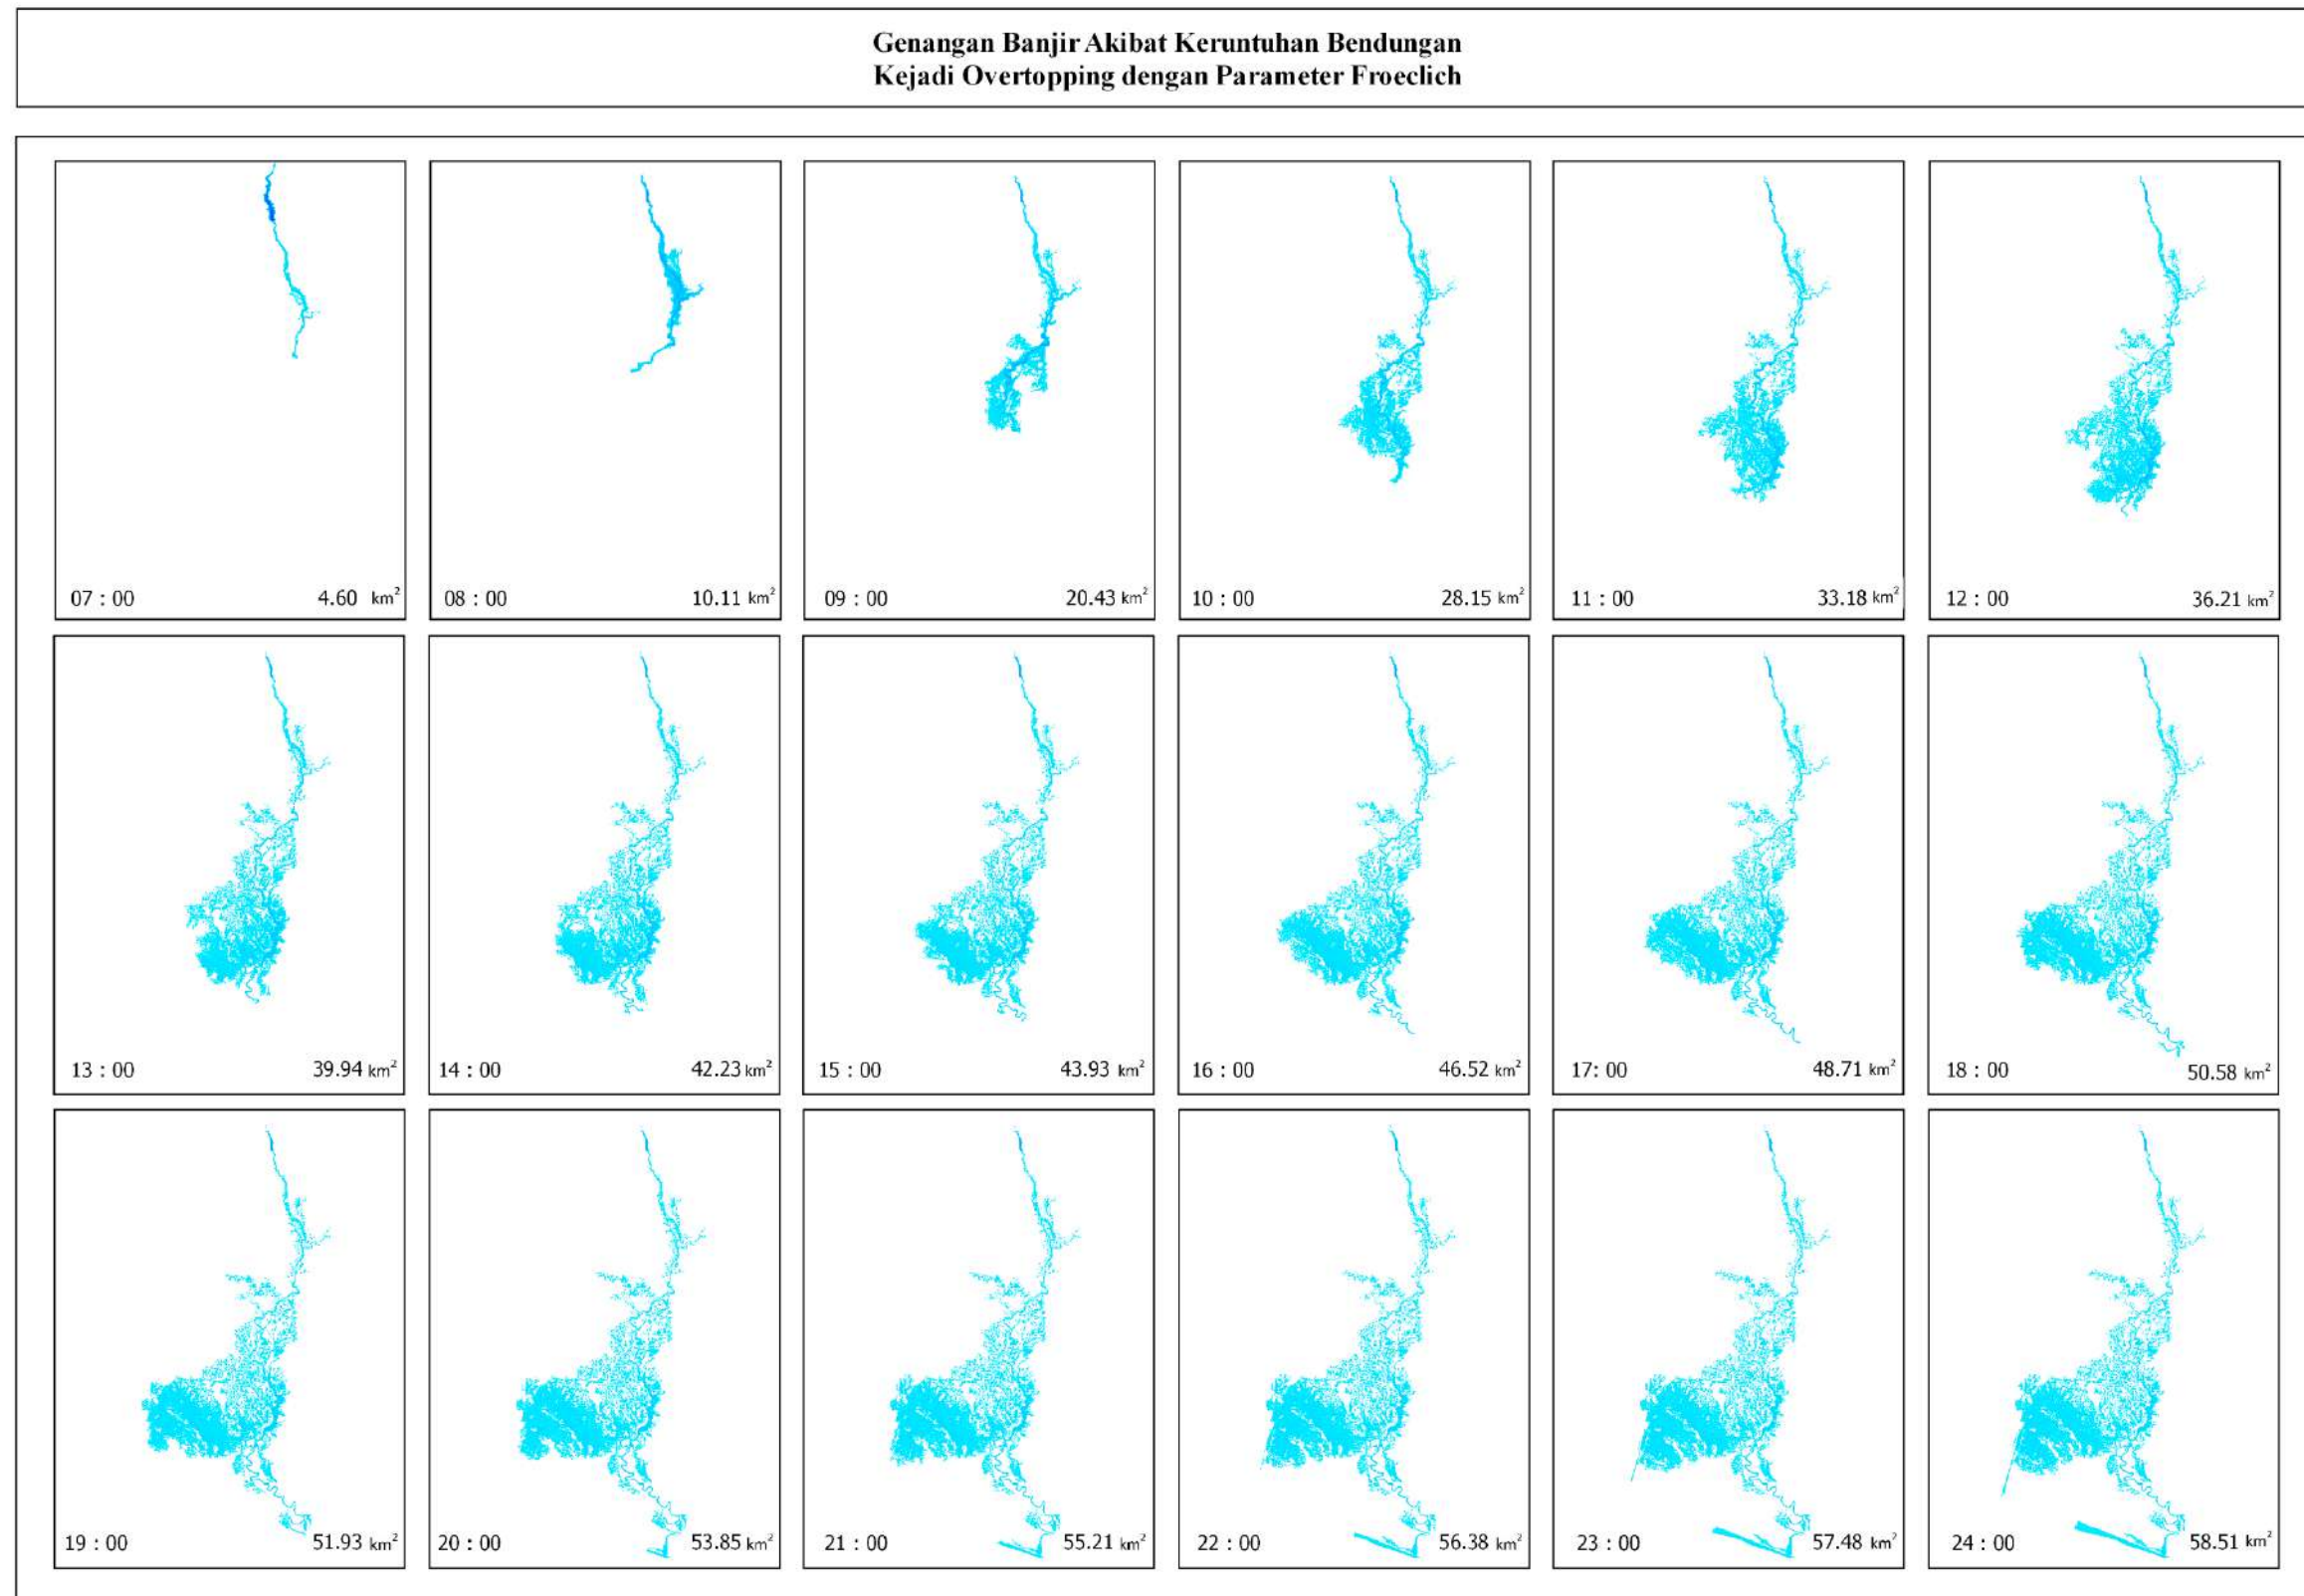 Genangan Banjir Akibat Keruntuhan Bendungan
Kejadi Overtopping dengan Parameter Froeclich
07 : 00 4.60 km²
08 : 00 10.11 km²
09 : 00 20.43 km²
10 : 00 28.15 km²
11 : 00 33.18 km²
12 : 00 36.21 km²
13 : 00 39.94 km²
14 : 00 42.23 km²
15 : 00 43.93 km²
16 : 00 46.52 km²
17: 00 48.71 km²
18 : 00 50.58 km²
19 : 00 51.93 km²
20 : 00 53.85 km²
21 : 00 55.21 km²
22 : 00 56.38 km²
23 : 00 57.48 km²
24 : 00 58.51 km²